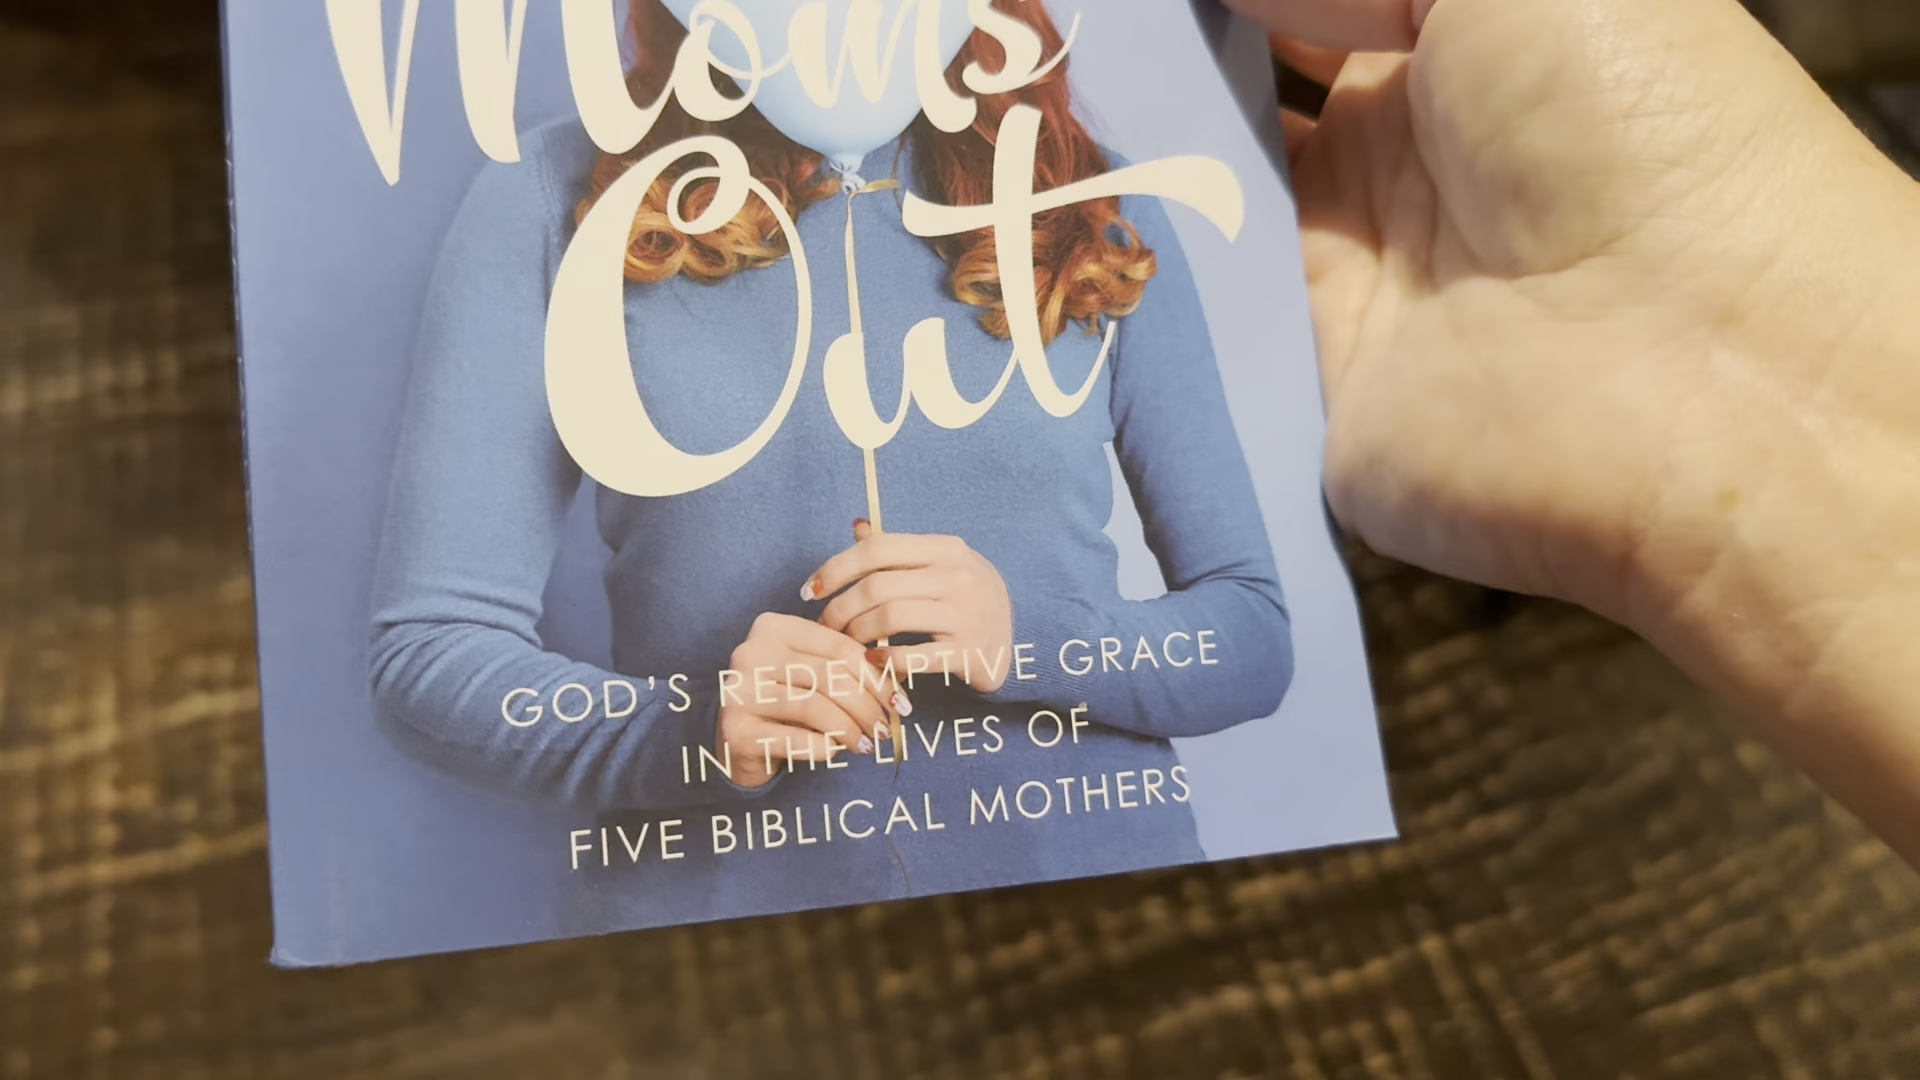 Moms
Out
GOD'S REDEMPTIVE GRACE
IN THE LIVES OF
FIVE BIBLICAL MOTHERS